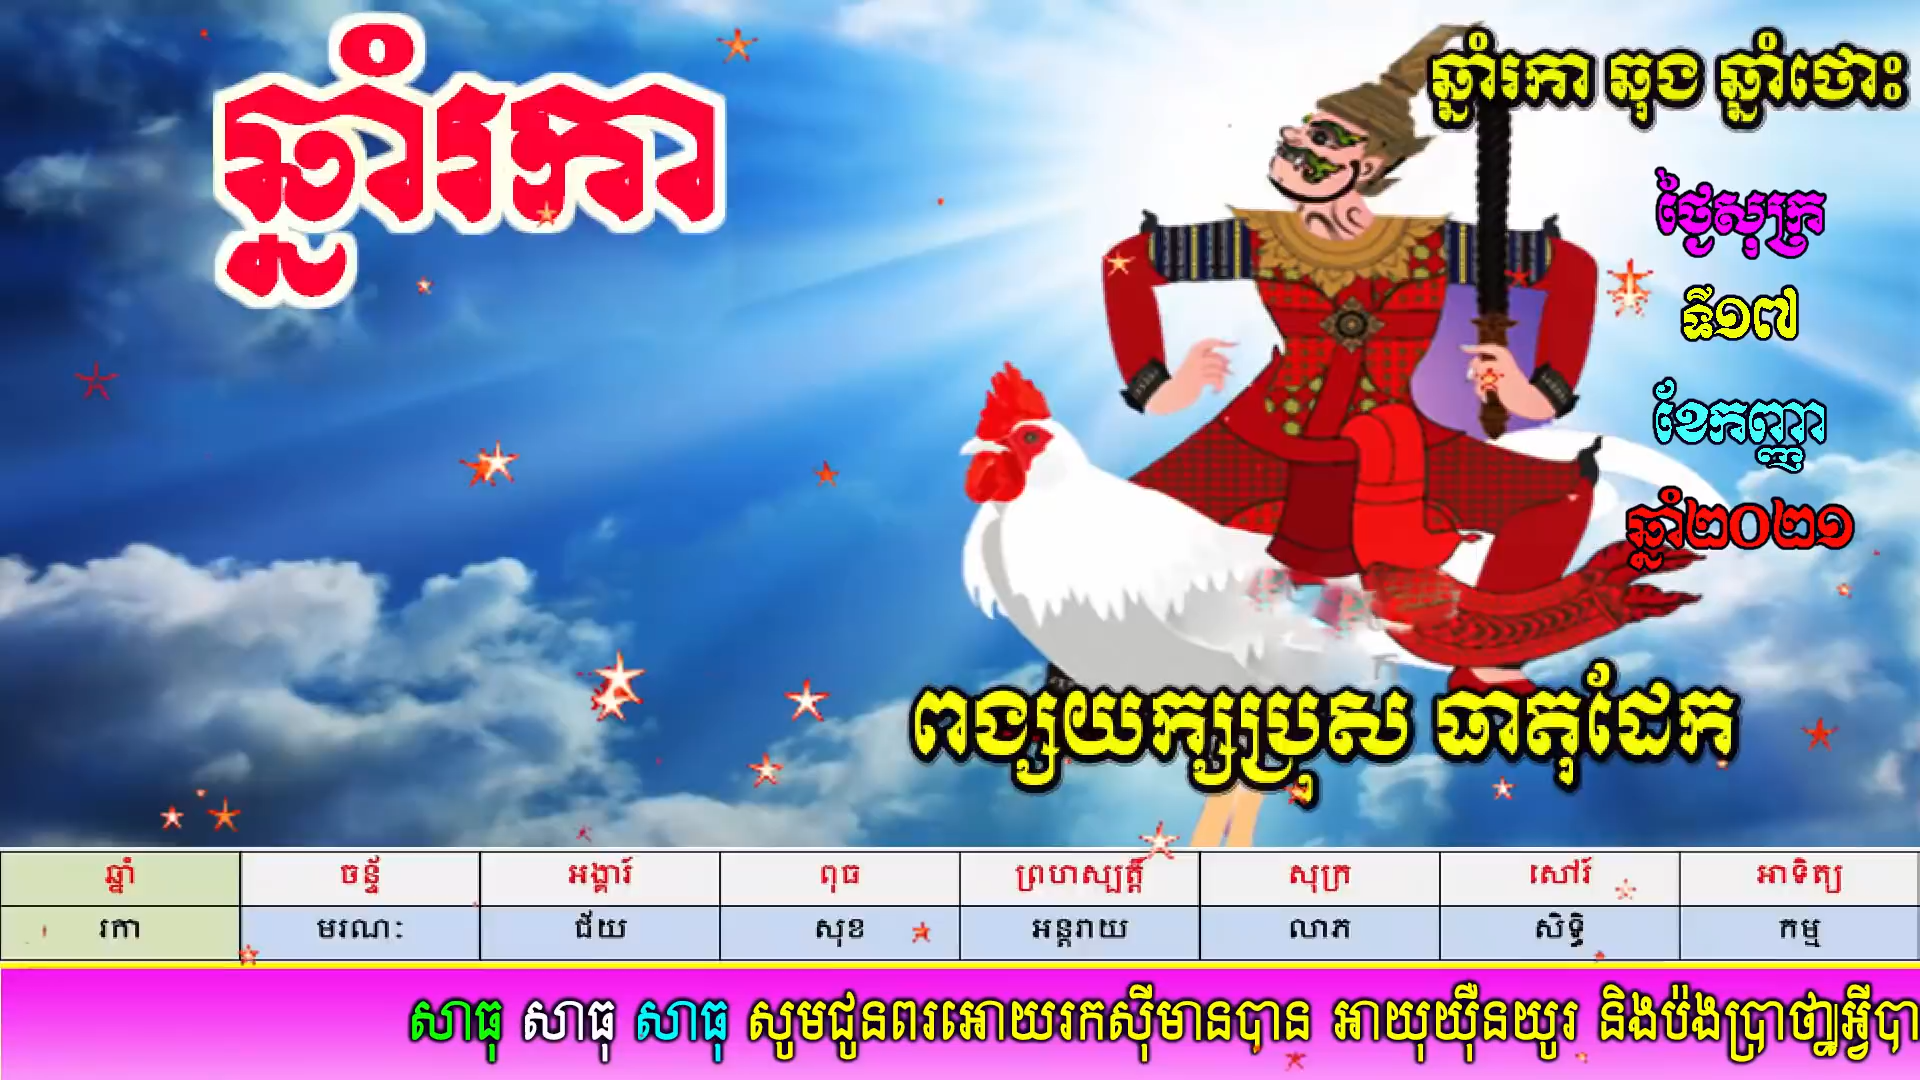 ឆ្នាំរកា
ឆ្នាំរកា ឆុង ឆ្នាំថោះ
ថ្ងៃសុក្រ
ទី១៧
ខែកញ្ញា
ឆ្នាំ២០២១
ពង្សយក្សប្រុស ធាតុដែក
ឆ្នាំ ចន្ទ័ អង្គារ៍ ពុធ ព្រហស្បត្តិ៍ សុក្រ សៅរ៍ អាទិត្យ
រកា មរណៈ ជ័យ សុខ អន្តរាយ លាភ សិទ្ធិ កម្ម
សាធុ សាធុ សាធុ សូមជូនពរអោយរកស៊ីមានបាន អាយុយ៉ឺនយូរ និងប៉ងប្រាថា្នអ្វីបា